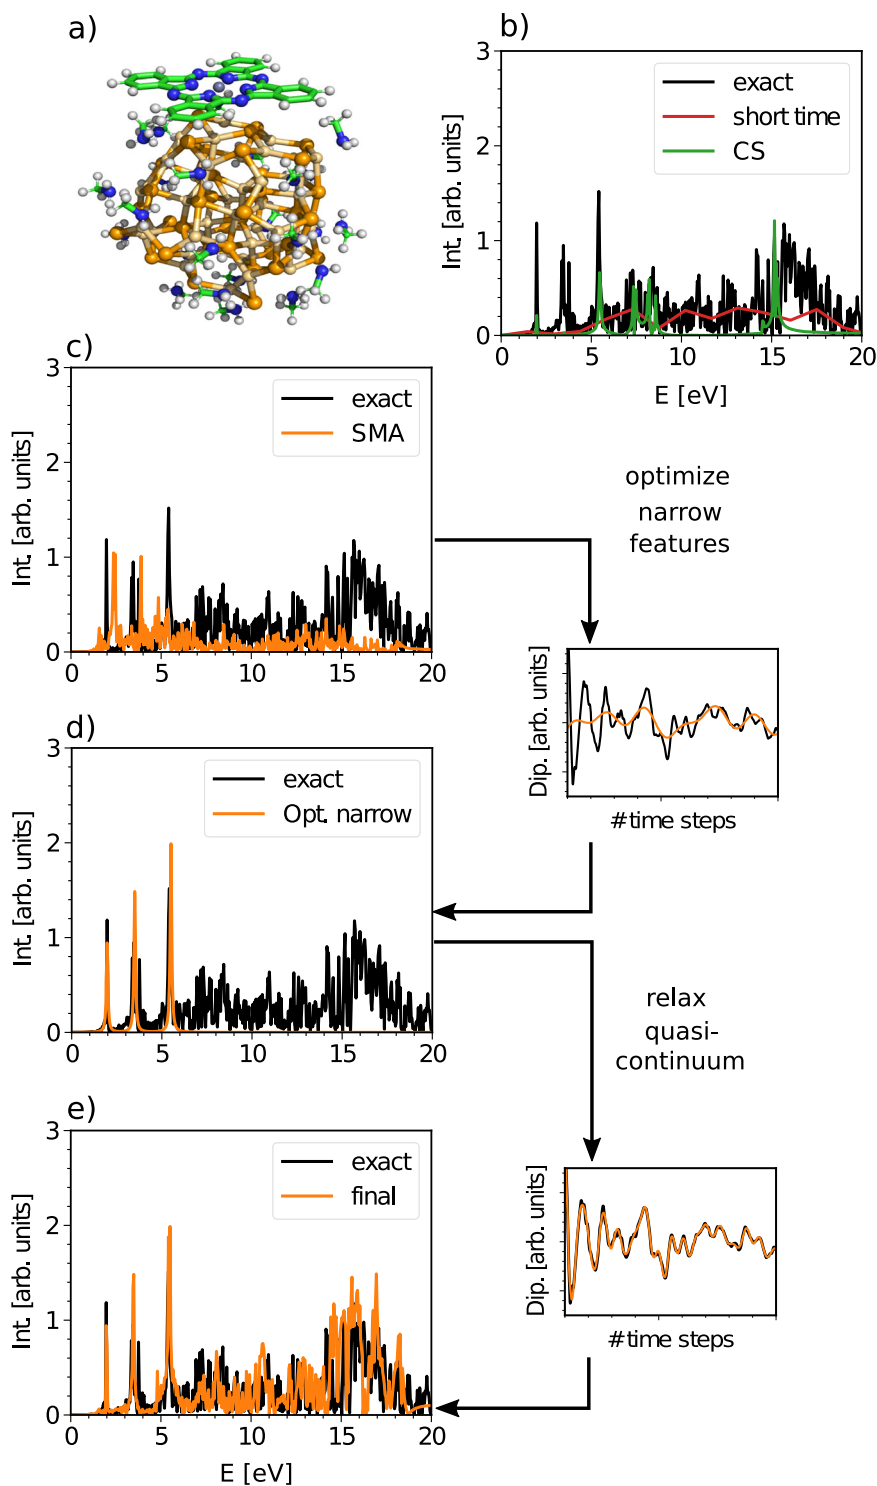 a)
b)
3
2
1
0
Int. [arb. units]
exact
short time
CS
0 5 10 15 20
E [eV]
c)
3
2
1
0
Int. [arb. units]
exact
SMA
0 5 10 15 20
optimize
narrow
features
Dip. [arb. units]
# time steps
d)
3
2
1
0
Int. [arb. units]
exact
Opt. narrow
0 5 10 15 20
relax
quasi-
continuum
Dip. [arb. units]
# time steps
e)
3
2
1
0
Int. [arb. units]
exact
final
0 5 10 15 20
E [eV]